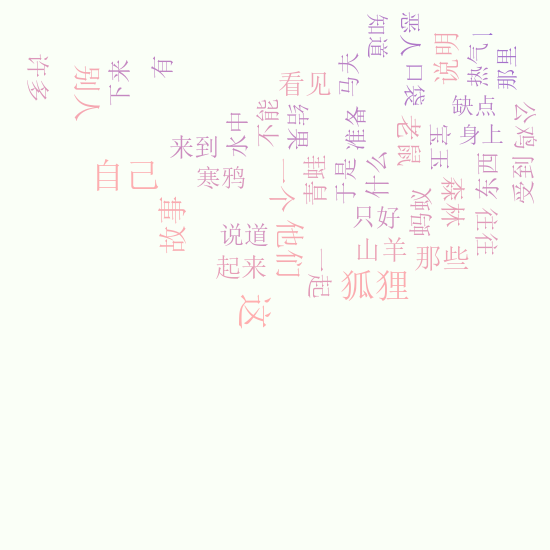 知道
恶人
口袋
说明
热气
一
那里
许多
别人
下来
有
看见
马夫
缺点
公鸡
来到
水中
不能
结果
准备
老鼠
宝玉
身上
自己
寒鸦
一个
青蛙
于是
什么
蚂蚁
森林
东西
受到
故事
说道
他们
只好
往往
起来
一起
山羊
那些
狐狸
这